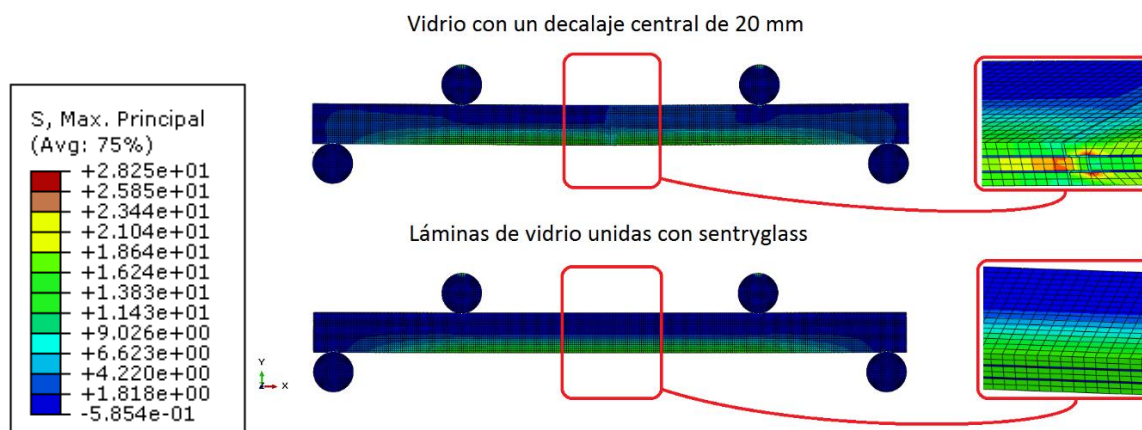 Vidrio con un decalaje central de 20 mm
S, Max. Principal
(Avg: 75%)
+2.825e+01
+2.585e+01
+2.344e+01
+2.104e+01
+1.864e+01
+1.624e+01
+1.383e+01
+1.143e+01
+9.026e+00
+6.623e+00
+4.220e+00
+1.818e+00
-5.854e-01
Láminas de vidrio unidas con sentryglass
Y
Z
X